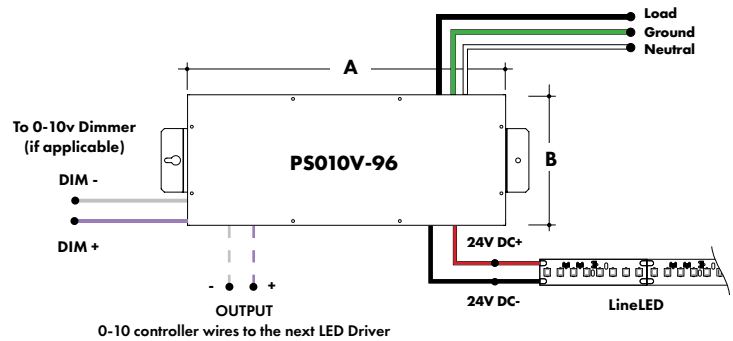 Load
Ground
Neutral
A
To 0-10v Dimmer
(if applicable)
PS010V-96
B
DIM -
DIM +
24V DC+
24V DC-
- +
OUTPUT
LineLED
0-10 controller wires to the next LED Driver